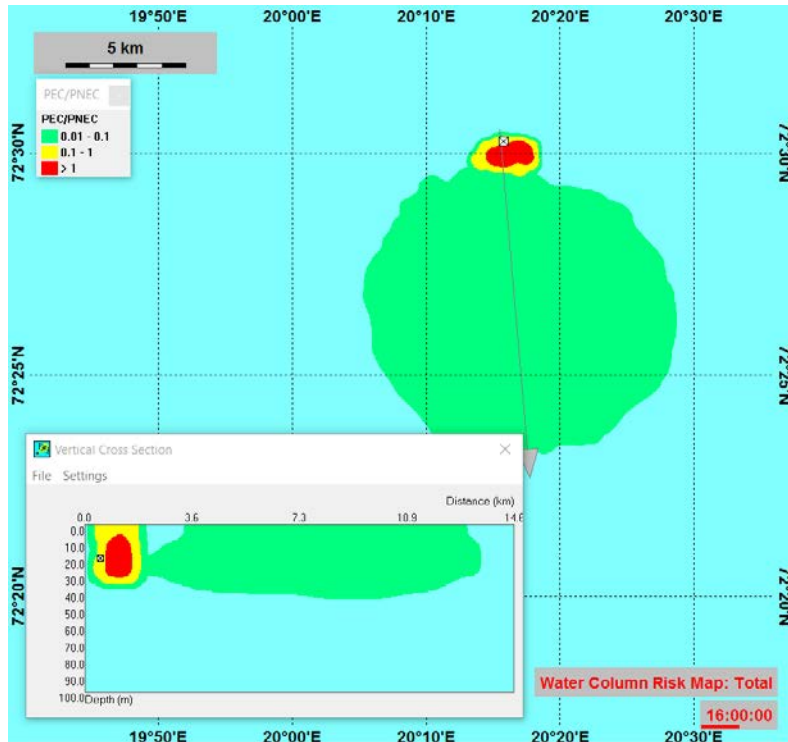 19°50'E 20°00'E 20°10'E 20°20'E 20°30'E
5 km
PEC/PNEC
PEC/PNEC
0.01 - 0.1
0.1 - 1
> 1
72°30'N 72°30'N
72°25'N 72°25'N
Vertical Cross Section
File Settings
Distance (km)
0.0 3.6 7.3 10.9 14.6
0.0
10.0
20.0
30.0
40.0
50.0
60.0
70.0
80.0
90.0
100.0 Depth (m)
72°20'N 72°20'N
Water Column Risk Map: Total
16:00:00
19°50'E 20°00'E 20°10'E 20°20'E 20°30'E